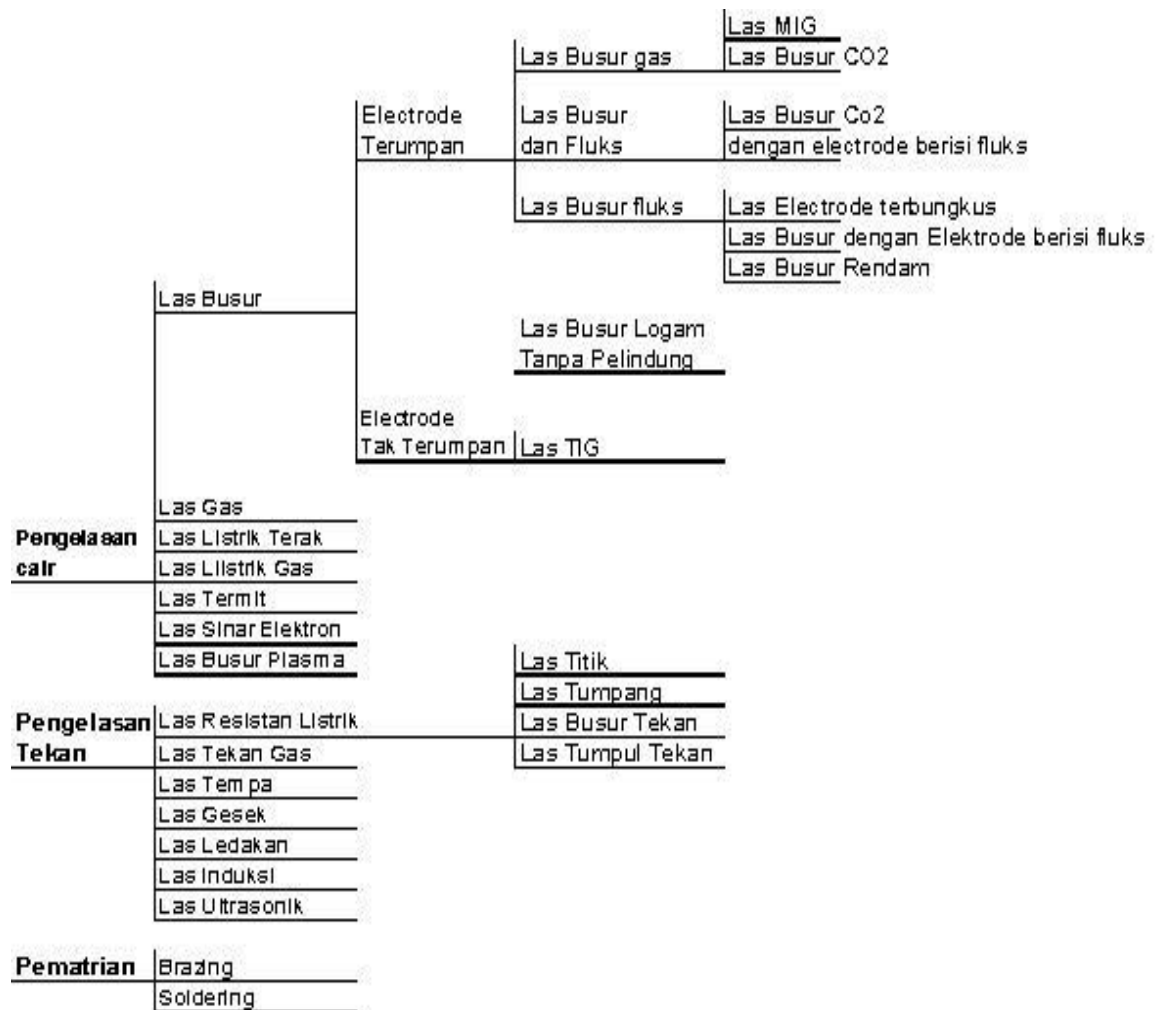 Las MIG
Las Busur gas
Las Busur CO2
Electrode
Terumpan
Las Busur
dan Fluks
Las Busur Co2
dengan electrode berisi fluks
Las Busur fluks
Las Electrode terbungkus
Las Busur dengan Elektrode berisi fluks
Las Busur Rendam
Las Busur
Las Busur Logam
Tanpa Pelindung
Electrode
Tak Terumpan
Las TIG
Pengelasan
cair
Las Gas
Las Listrik Terak
Las Liistrik Gas
Las Termit
Las Sinar Elektron
Las Busur Plasma
Pengelasan
Tekan
Las Resistan Listrik
Las Titik
Las Tumpang
Las Busur Tekan
Las Tumpul Tekan
Las Tekan Gas
Las Tempa
Las Gesek
Las Ledakan
Las Induksi
Las Ultrasonik
Pematrian
Brazing
Soldering